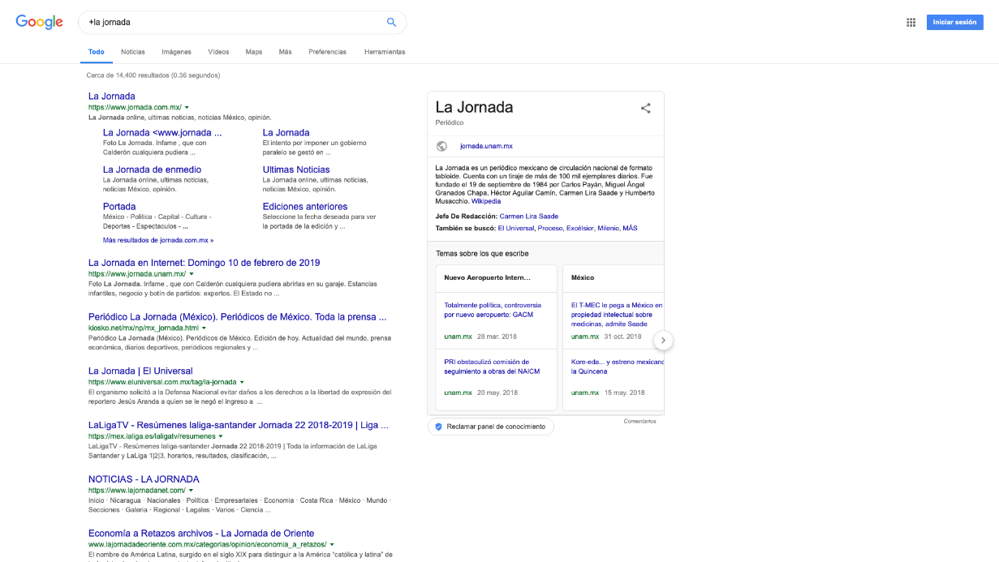 Google
+la jornada
Iniciar sesión
Todo Noticias Imágenes Vídeos Maps Más Preferencias Herramientas
Cerca de 14,400 resultados (0.36 segundos)
La Jornada
https://www.jornada.com.mx/
La Jornada online, ultimas noticias, noticias México, opinión.
La Jornada <www.jornada ...
Foto La Jornada. Infame , que con
Calderón cualquiera pudiera ...
La Jornada
El intento por imponer un gobierno
paralelo se gestó en ...
La Jornada de enmedio
La Jornada online, ultimas noticias,
noticias México, opinión.
Ultimas Noticias
La Jornada online, ultimas noticias,
noticias México, opinión.
Portada
México - Política - Capital - Cultura -
Deportes - Espectaculos - ...
Ediciones anteriores
Seleccione la fecha deseada para ver
la portada de la edición y ...
Más resultados de jornada.com.mx »
La Jornada en Internet: Domingo 10 de febrero de 2019
https://www.jornada.unam.mx/
Foto La Jornada. Infame , que con Calderón cualquiera pudiera abrirlas en su garaje. Estancias
infantiles, negocio y botín de partidos: expertos. El Estado no ...
Periódico La Jornada (México). Periódicos de México. Toda la prensa ...
kiosko.net/mx/np/mx_jornada.html
Periódico La Jornada (México). Periódicos de México. Edición de hoy. Actualidad del mundo, prensa
económica, diarios deportivos, periódicos regionales y ...
La Jornada | El Universal
https://www.eluniversal.com.mx/tag/la-jornada
El organismo solicitó a la Defensa Nacional evitar daños a los derechos a la libertad de expresión del
reportero Jesús Aranda a quien se le negó el ingreso a ...
LaLigaTV - Resúmenes laliga-santander Jornada 22 2018-2019 | Liga ...
https://mex.laliga.es/laligatv/resumenes
LaLigaTV - Resúmenes laliga-santander Jornada 22 2018-2019 | Toda la información de LaLiga
Santander y LaLiga 1|2|3, horarios, resultados, clasificación, ...
NOTICIAS - LA JORNADA
https://www.lajornadanet.com/
Inicio · Nicaragua · Nacionales · Política · Empresariales · Economia · Costa Rica · México · Mundo ·
Secciones · Galeria · Regional · Legales · Varios · Ciencia ...
Economía a Retazos archivos - La Jornada de Oriente
www.lajornadadeoriente.com.mx/categorias/opinion/economia_a_retazos/
El nombre de América Latina, surgido en el siglo XIX para distinguir a la América "católica y latina" de
La Jornada
Periódico
jornada.unam.mx
La Jornada es un periódico mexicano de circulación nacional de formato
tabloide. Cuenta con un tiraje de más de 100 mil ejemplares diarios. Fue
fundado el 19 de septiembre de 1984 por Carlos Payán, Miguel Ángel
Granados Chapa, Héctor Aguilar Camín, Carmen Lira Saade y Humberto
Musacchio. Wikipedia
Jefe De Redacción: Carmen Lira Saade
También se buscó: El Universal, Proceso, Excélsior, Milenio, MÁS
Temas sobre los que escribe
Nuevo Aeropuerto Intern...
Totalmente política, controversia
por nuevo aeropuerto: GACM
unam.mx 28 mar. 2018
PRI obstaculizó comisión de
seguimiento a obras del NAICM
unam.mx 20 may. 2018
México
El T-MEC le pega a México en
propiedad intelectual sobre
medicinas, admite Seade
unam.mx 31 oct. 2018
Kore-eda... y estreno mexicano
la Quincena
unam.mx 15 may. 2018
Reclamar panel de conocimiento
Comentarios